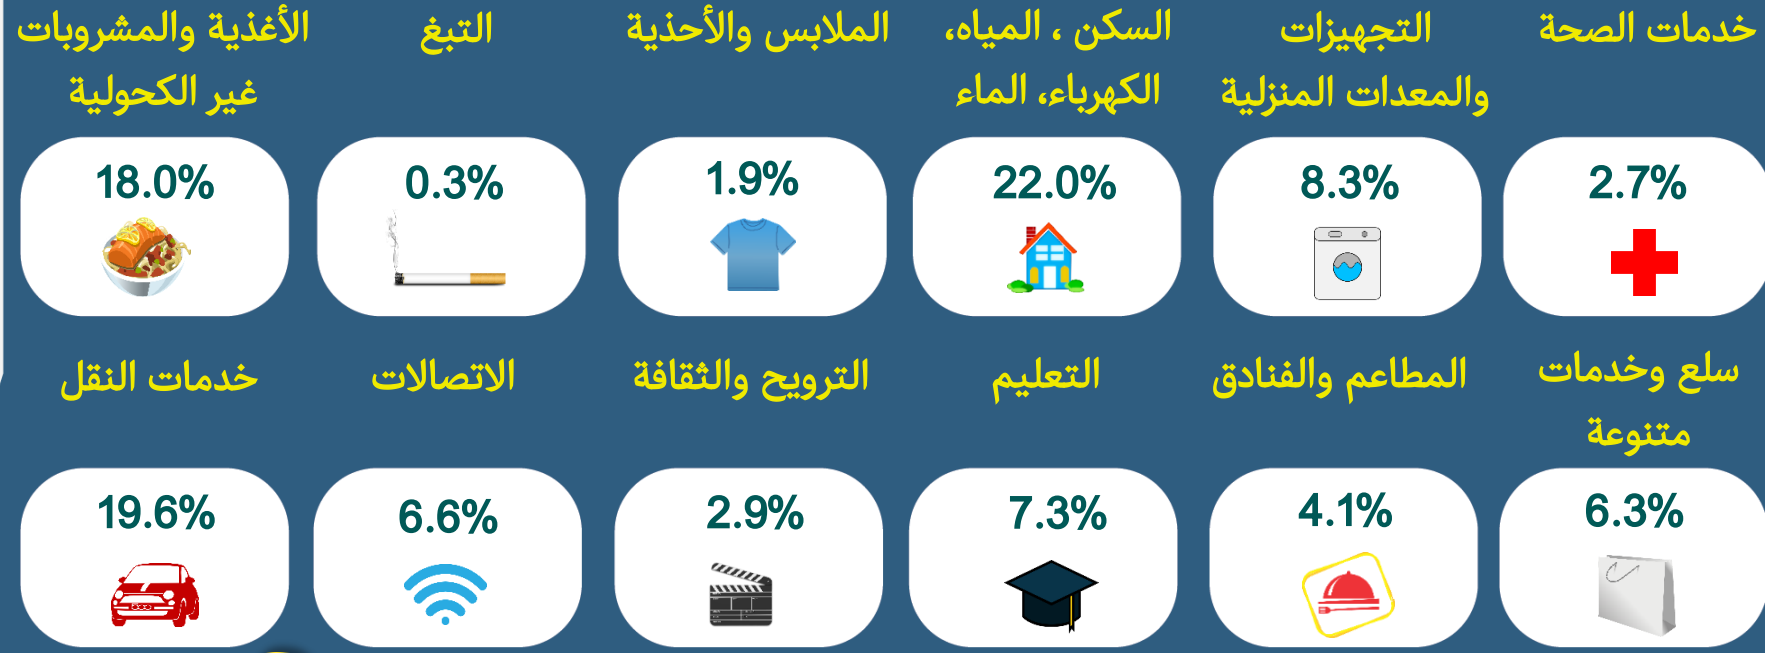 خدمات الصحة
2.7%
التجهيزات
والمعدات المنزلية
8.3%
السكن ، المياه،
الكهرباء، الماء
22.0%
الملابس والأحذية
1.9%
التبغ
0.3%
الأغذية والمشروبات
غير الكحولية
18.0%
سلع وخدمات
متنوعة
6.3%
المطاعم والفنادق
4.1%
التعليم
7.3%
الترويح والثقافة
2.9%
الاتصالات
6.6%
خدمات النقل
19.6%